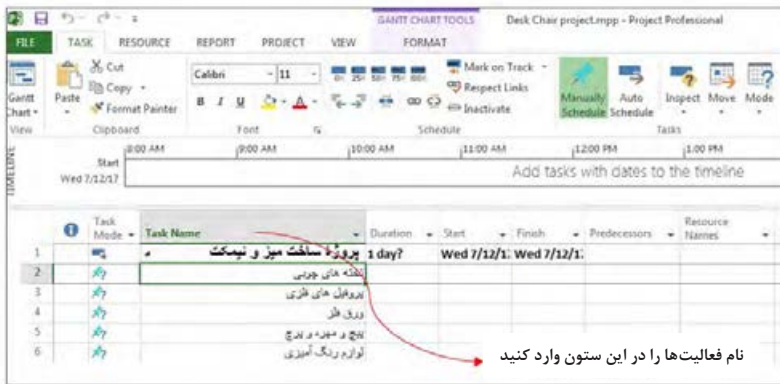 GANTT CHART TOOLS Desk Chair project.mpp - Project Professional
FILE TASK RESOURCE REPORT PROJECT VIEW FORMAT
Gantt Chart
Paste
Cut
Copy
Format Painter
Calibri 11
B I U A
0% 25% 50% 75% 100%
Mark on Track
Respect Links
Inactivate
Manually Schedule
Auto Schedule
Inspect Move Mode
View Clipboard Font Schedule Tasks
TIMELINE
8:00 AM 9:00 AM 10:00 AM 11:00 AM 12:00 PM 1:00 PM
Start
Wed 7/12/17
Add tasks with dates to the timeline
Task Mode Task Name Duration Start Finish Predecessors Resource Names
1 پروژهٔ ساخت میز و نیمکت 1 day? Wed 7/12/1 Wed 7/12/1
2 تخته های چوبی
3 پروفیل های فلزی
4 ورق فلز
5 پیچ و مهره و پرچ
6 لوازم رنگ آمیزی
نام فعالیت‌ها را در این ستون وارد کنید